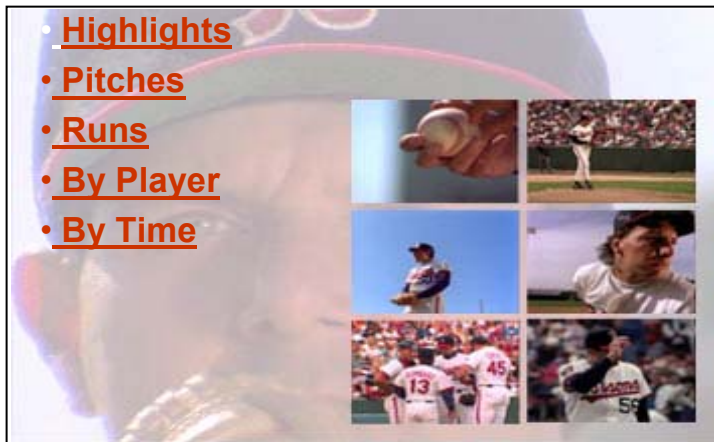 • Highlights
• Pitches
• Runs
• By Player
• By Time
13
45